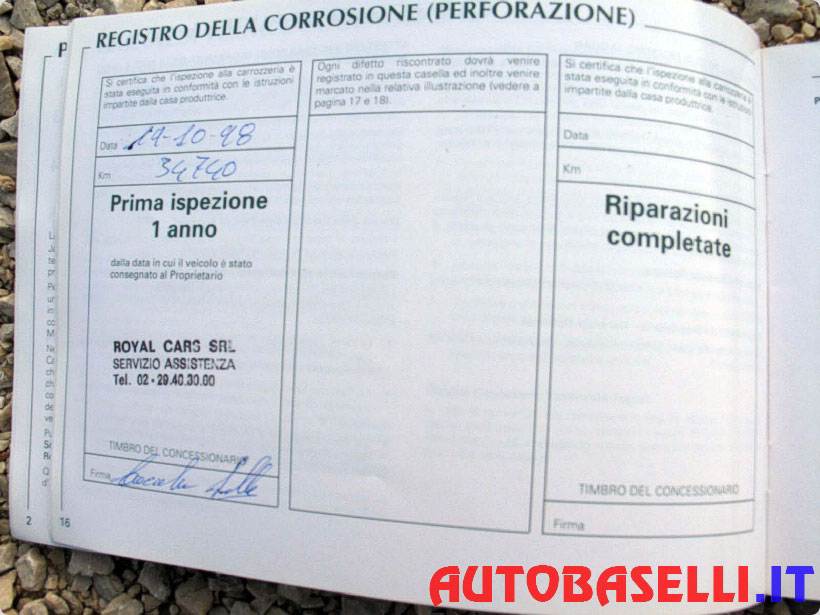 REGISTRO DELLA CORROSIONE (PERFORAZIONE)
Si certifica che l'ispezione alla carrozzeria è
stata eseguita in conformità con le istruzioni
impartite dalla casa produttrice.
Data 19-10-98
Km 34740
Prima ispezione
1 anno
dalla data in cui il veicolo è stato
consegnato al Proprietario
ROYAL CARS SRL
SERVIZIO ASSISTENZA
Tel. 02-29.40.30.00
TIMBRO DEL CONCESSIONARIO
Firma
Ogni difetto riscontrato dovrà venire
registrato in questa casella ed inoltre venire
marcato nella relativa illustrazione (vedere a
pagina 17 e 18).
Si certifica che l'ispezione alla carrozzeria è
stata eseguita in conformità con le istruzioni
impartite dalla casa produttrice.
Data
Km
Riparazioni
completate
TIMBRO DEL CONCESSIONARIO
Firma
2
16
AUTOBASELLI.IT